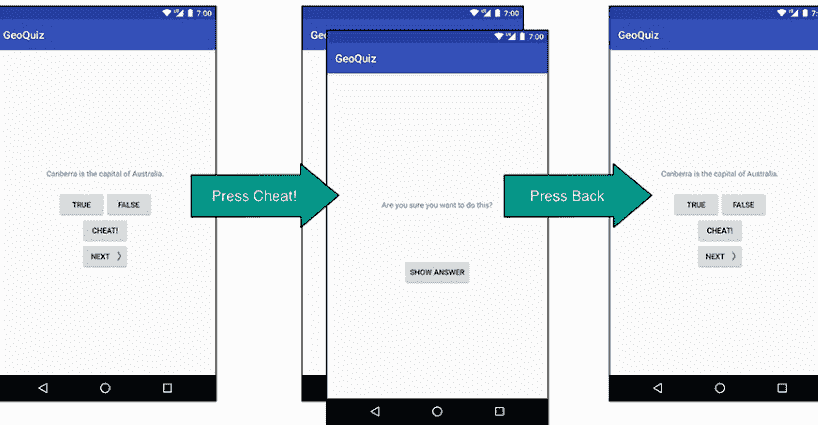 7:00
GeoQuiz
Canberra is the capital of Australia.
TRUE FALSE
CHEAT!
NEXT
Press Cheat!
7:00
G
7:00
GeoQuiz
Are you sure you want to do this?
SHOW ANSWER
Press Back
7:
GeoQuiz
Canberra is the capital of Australia.
TRUE FALSE
CHEAT!
NEXT